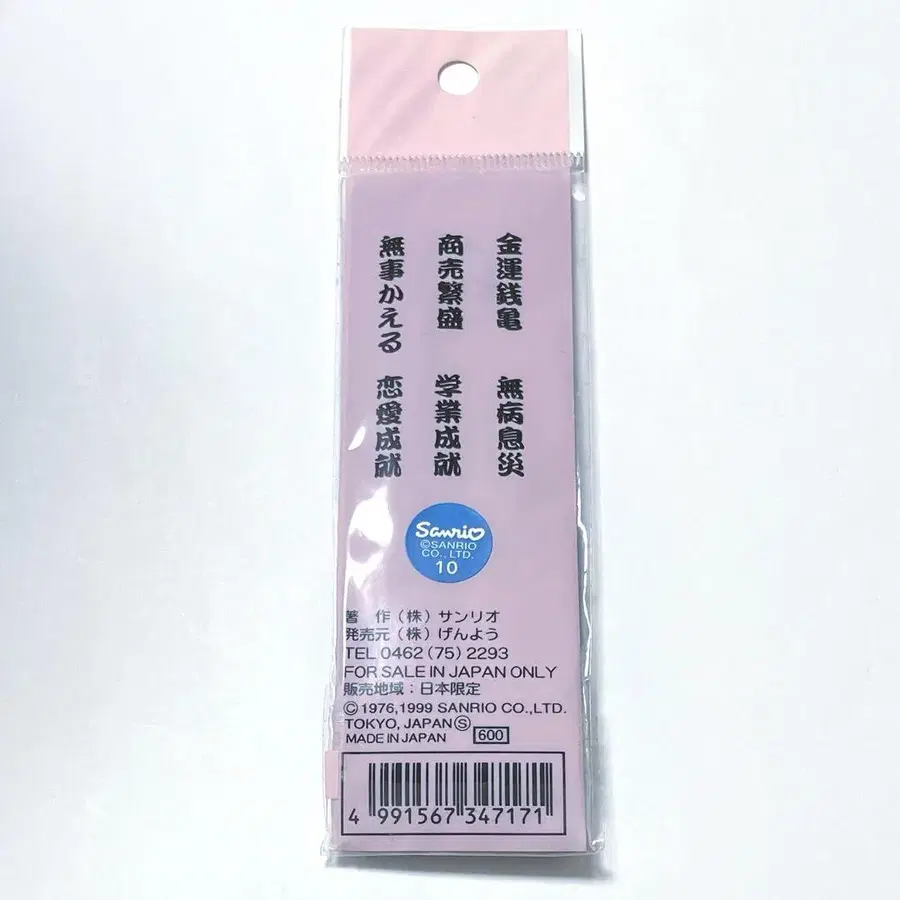 金運銭亀
無病息災
商売繁盛
学業成就
無事かえる
恋愛成就
Sanrio
©SANRIO
CO., LTD.
10
著 作（株）サンリオ
発売元（株）げんよう
TEL 0462 (75) 2293
FOR SALE IN JAPAN ONLY
販売地域：日本限定
©1976,1999 SANRIO CO.,LTD.
TOKYO, JAPAN Ⓢ
MADE IN JAPAN 600
4 991567 347171